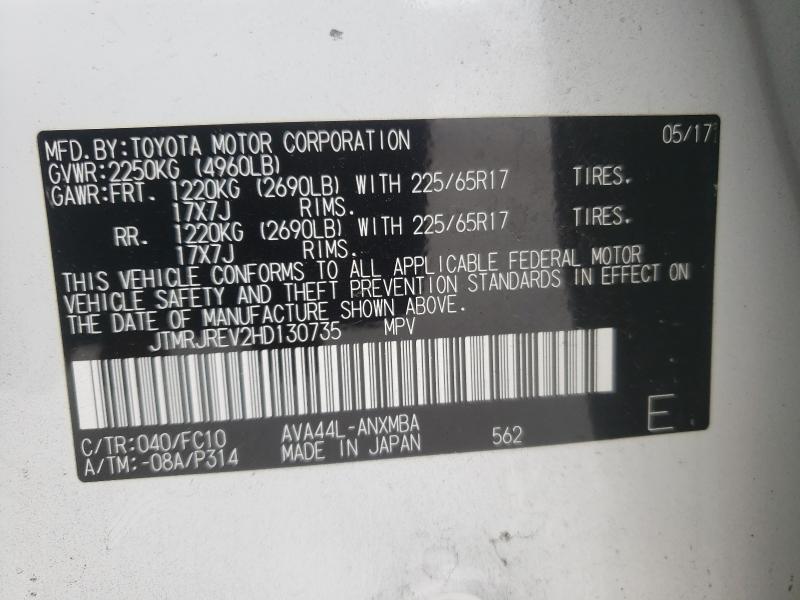 MFD.BY:TOYOTA MOTOR CORPORATION 05/17
GVWR:2250KG (4960LB)
GAWR:FRT. 1220KG (2690LB) WITH 225/65R17 TIRES.
17X7J RIMS.
RR. 1220KG (2690LB) WITH 225/65R17 TIRES.
17X7J RIMS.
THIS VEHICLE CONFORMS TO ALL APPLICABLE FEDERAL MOTOR
VEHICLE SAFETY AND THEFT PREVENTION STANDARDS IN EFFECT ON
THE DATE OF MANUFACTURE SHOWN ABOVE.
JTMRJREV2HD130735 MPV
C/TR:040/FC10 AVA44L-ANXMBA 562 E
A/TM:-08A/P314 MADE IN JAPAN